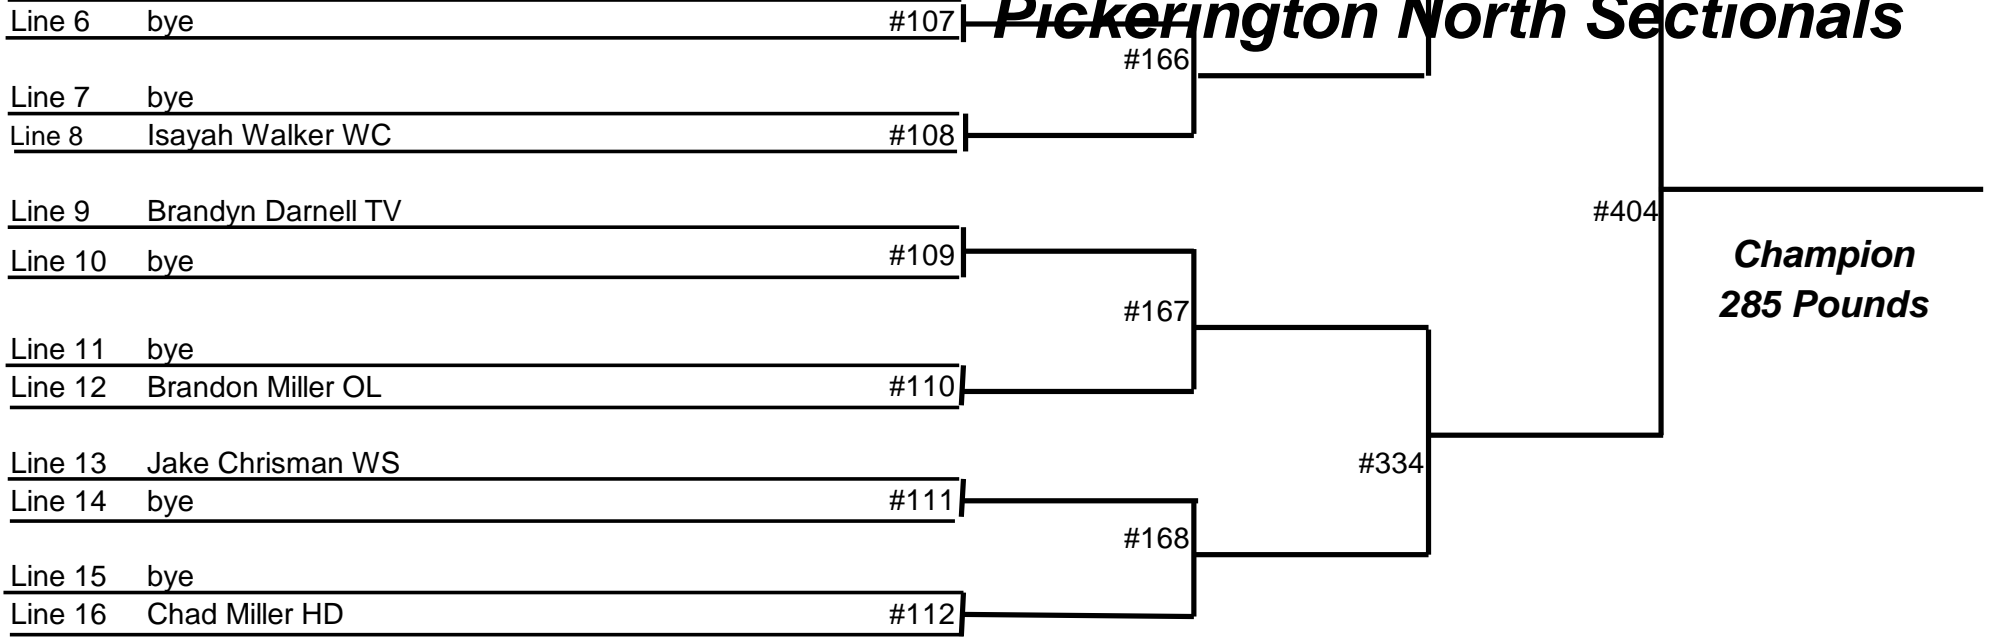 Pickerington North Sectionals
Line 6 bye #107
#166
Line 7 bye
Line 8 Isayah Walker WC #108
Line 9 Brandyn Darnell TV
#404
Line 10 bye #109
Champion
285 Pounds
#167
Line 11 bye
Line 12 Brandon Miller OL #110
Line 13 Jake Chrisman WS
#334
Line 14 bye #111
#168
Line 15 bye
Line 16 Chad Miller HD #112